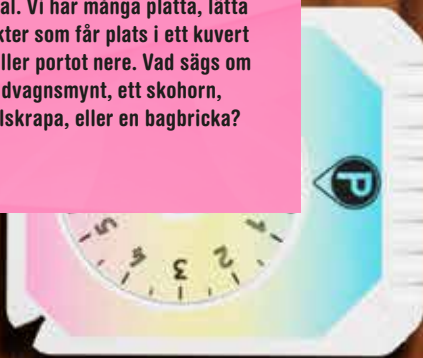 al. Vi har många platta, lätta
kter som får plats i ett kuvert
ller portot nere. Vad sägs om
dvagnsmynt, ett skohorn,
lskrapa, eller en bagbricka?
P
5 4 3 2 1